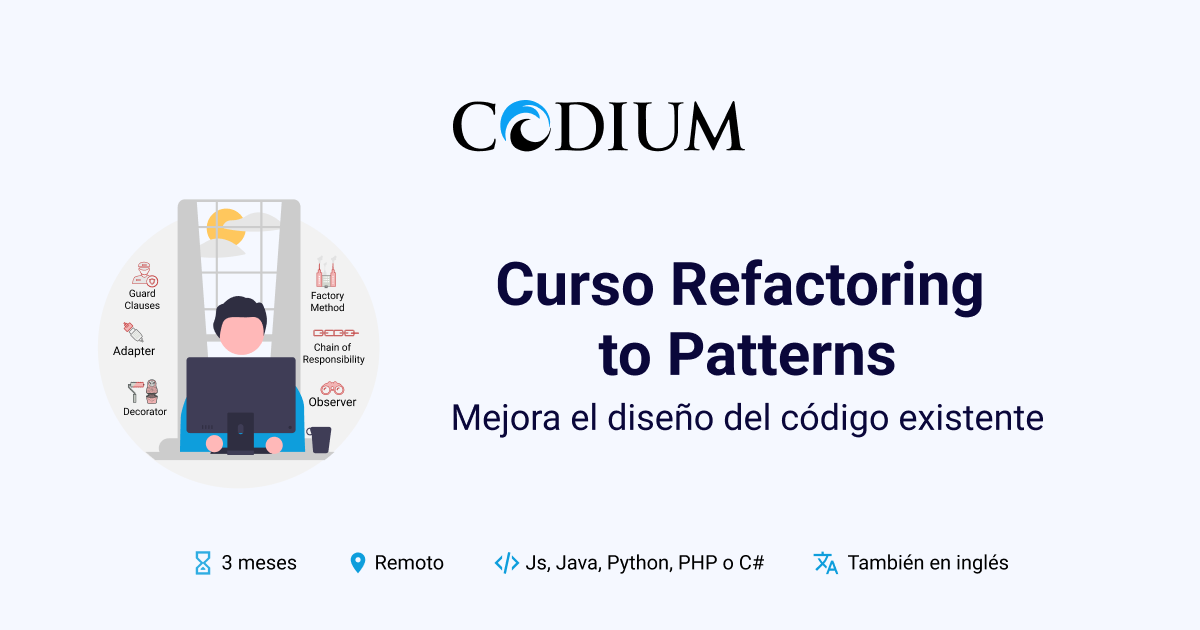 CODIUM
Guard
Clauses
Adapter
Decorator
Factory
Method
Chain of
Responsibility
Observer
Curso Refactoring
to Patterns
Mejora el diseño del código existente
3 meses
Remoto
Js, Java, Python, PHP o C#
También en inglés